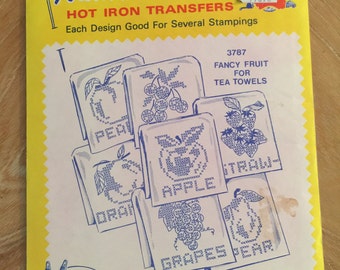 HOT IRON TRANSFERS
Each Design Good For Several Stampings
3787
FANCY FRUIT
FOR
TEA TOWELS
PEA
STRAW-
APPLE
ORAN
GRAPES
PEAR